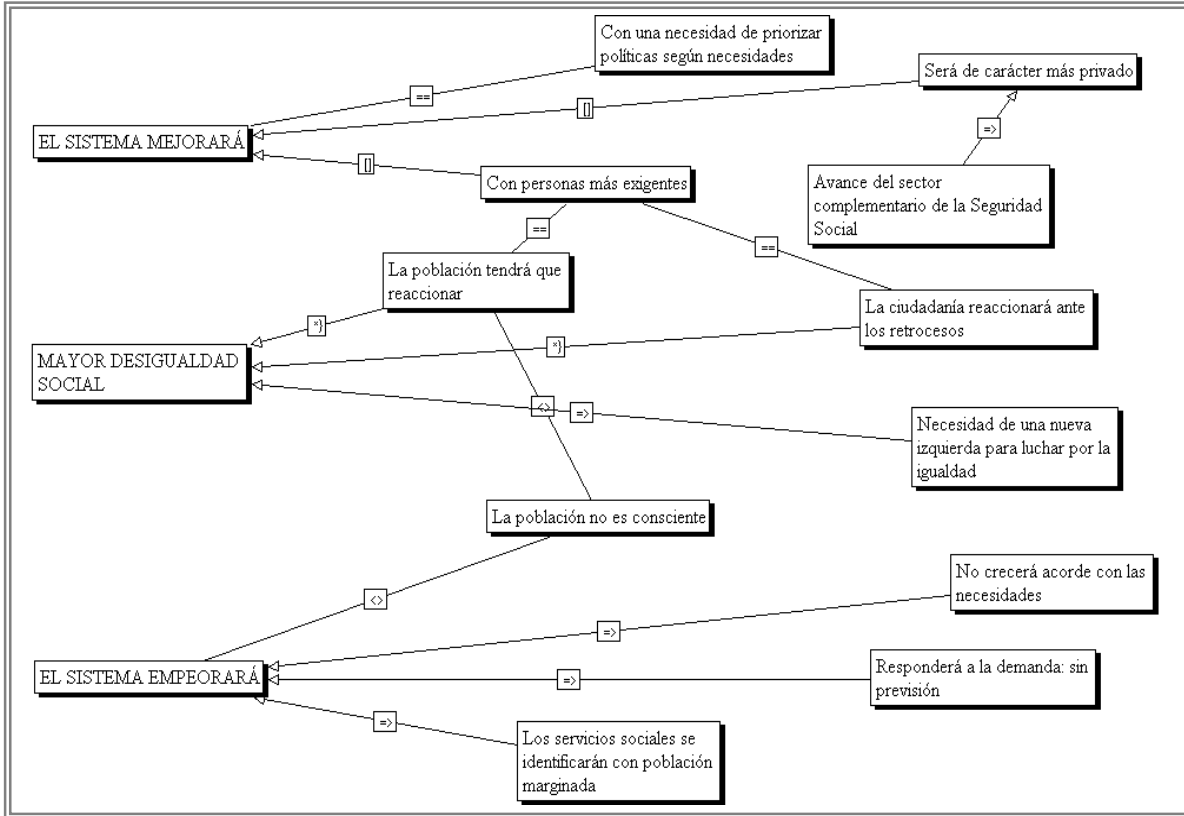 Con una necesidad de priorizar
políticas según necesidades
Será de carácter más privado
==
[]
EL SISTEMA MEJORARÁ
=>
[]
Con personas más exigentes
Avance del sector
complementario de la Seguridad
Social
==
==
La población tendrá que
reaccionar
La ciudadanía reaccionará ante
los retrocesos
*}
*}
MAYOR DESIGUALDAD
SOCIAL
<>
=>
Necesidad de una nueva
izquierda para luchar por la
igualdad
La población no es consciente
No crecerá acorde con las
necesidades
<>
=>
EL SISTEMA EMPEORARÁ
Responderá a la demanda: sin
previsión
=>
=>
Los servicios sociales se
identificarán con población
marginada